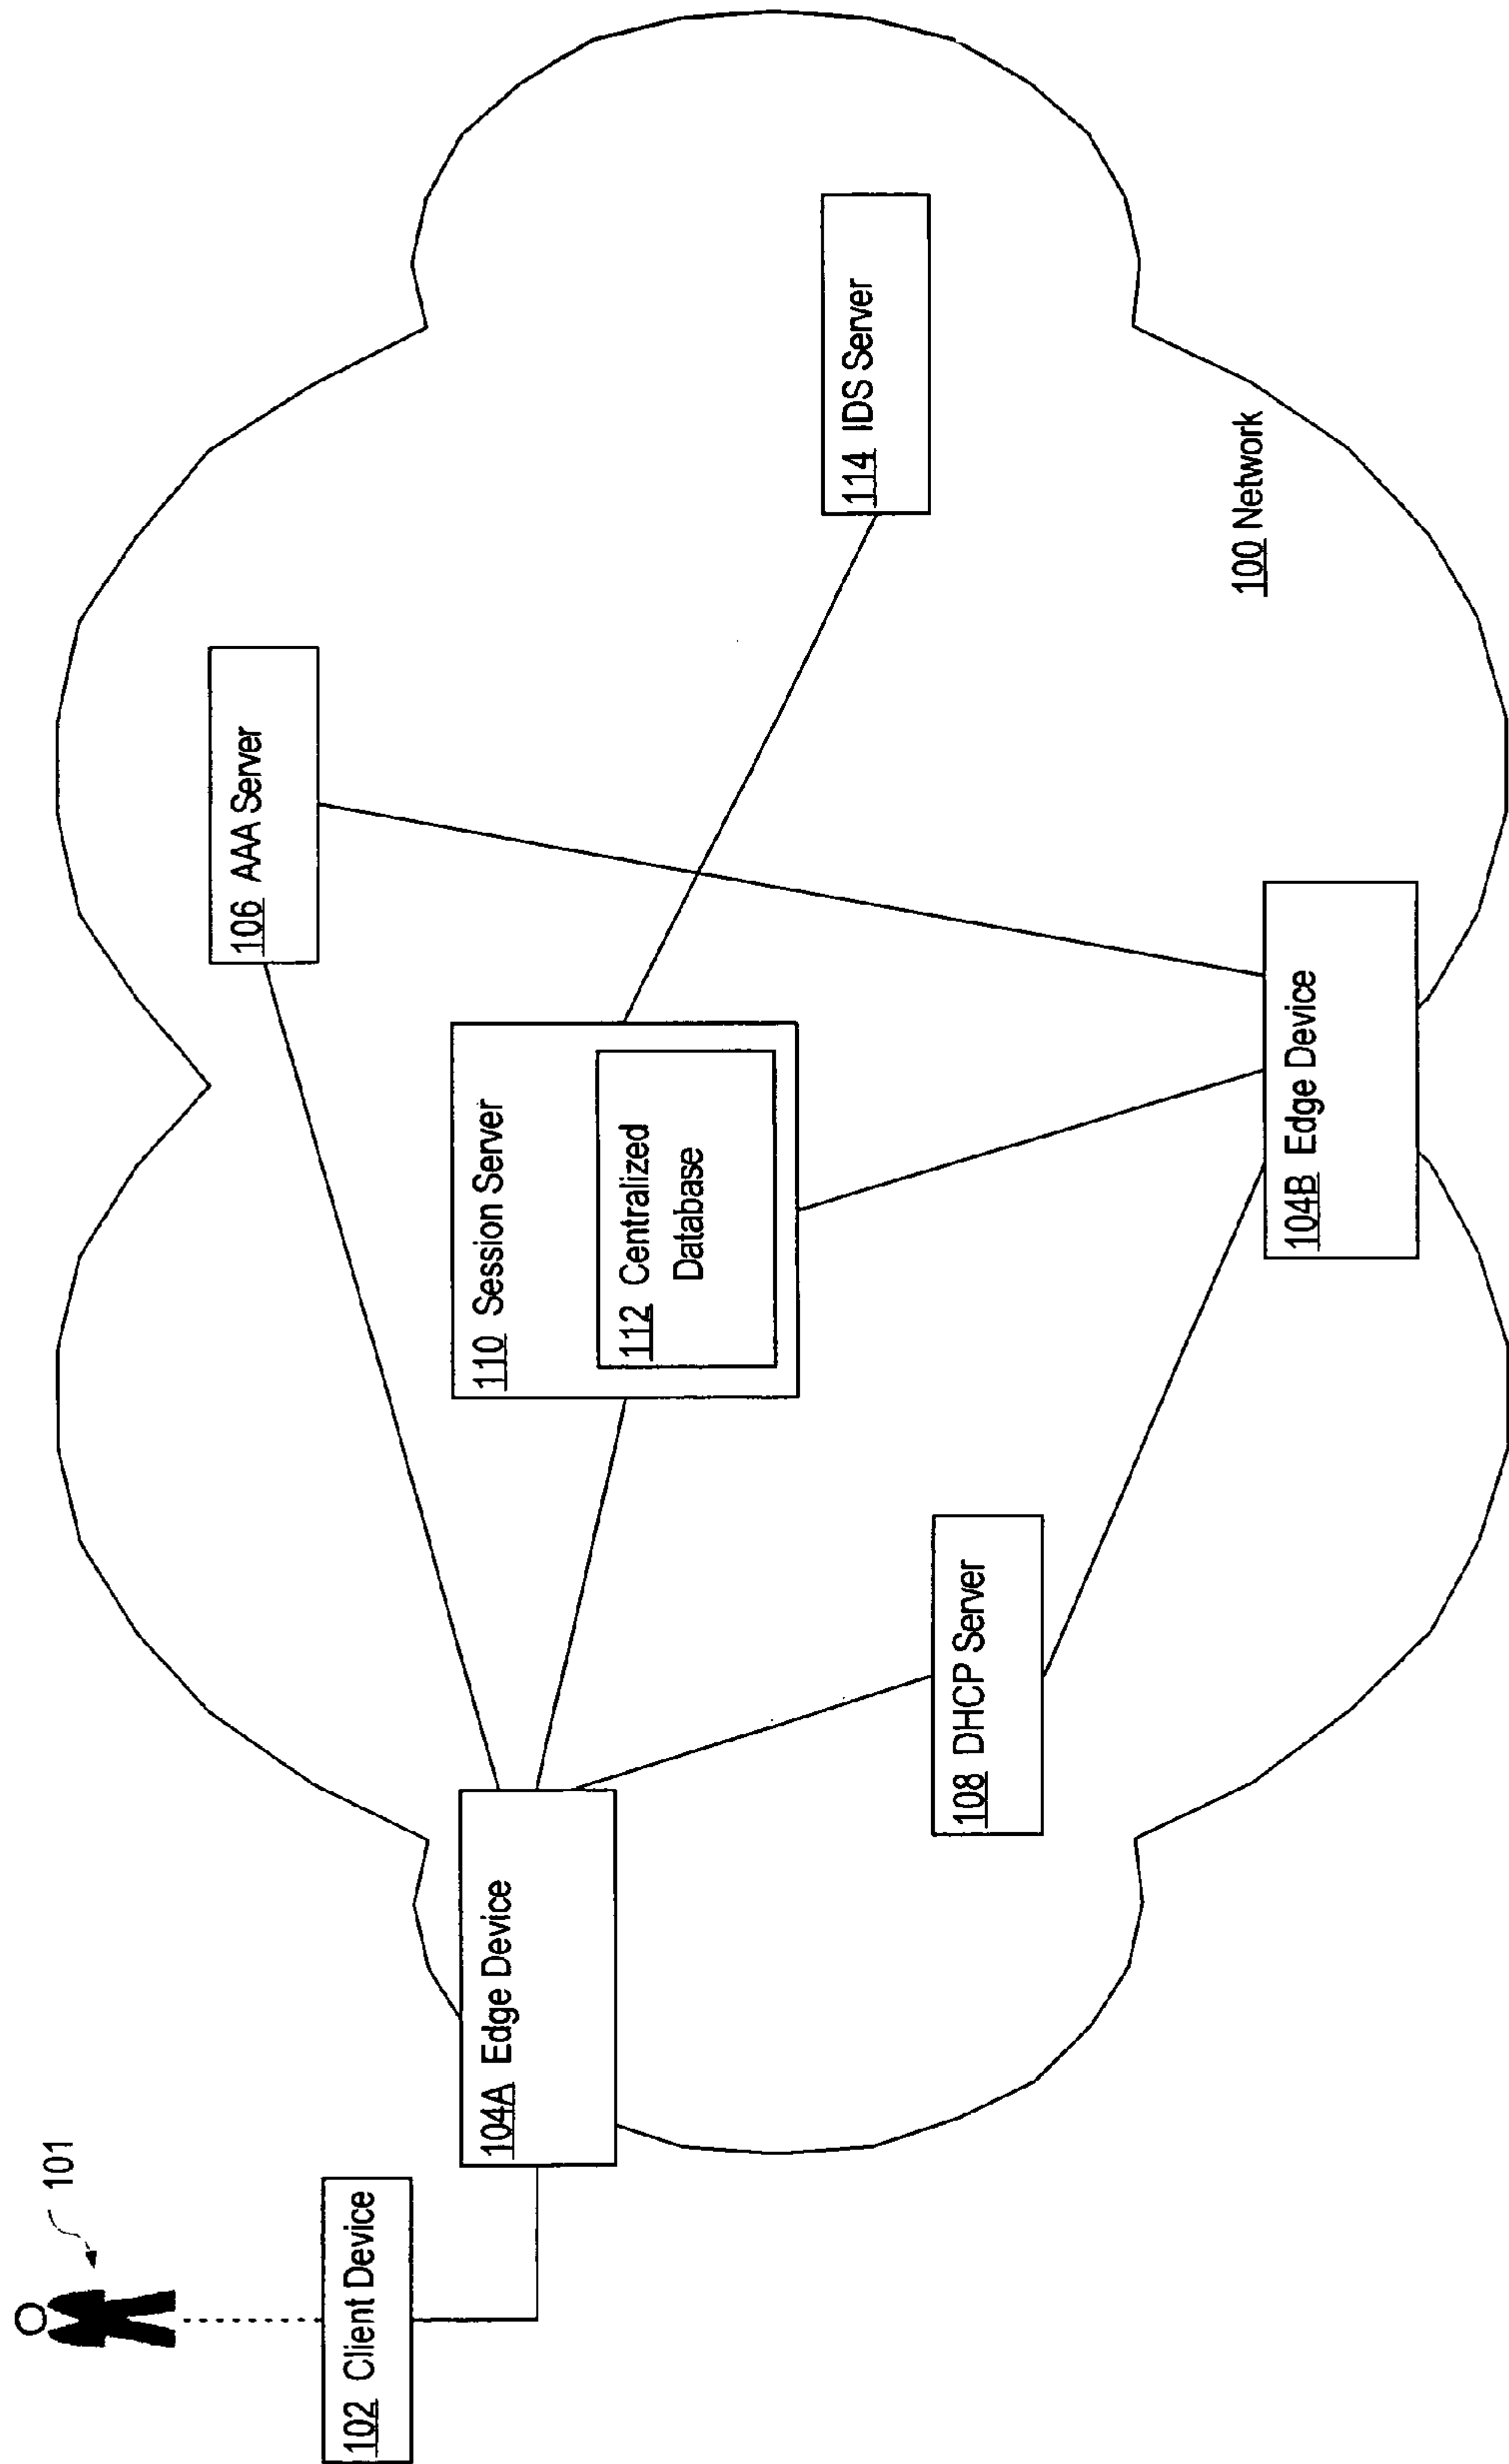 101
102 Client Device
104A Edge Device
106 AAA Server
110 Session Server
112 Centralized
Database
114 IDS Server
108 DHCP Server
104B Edge Device
100 Network